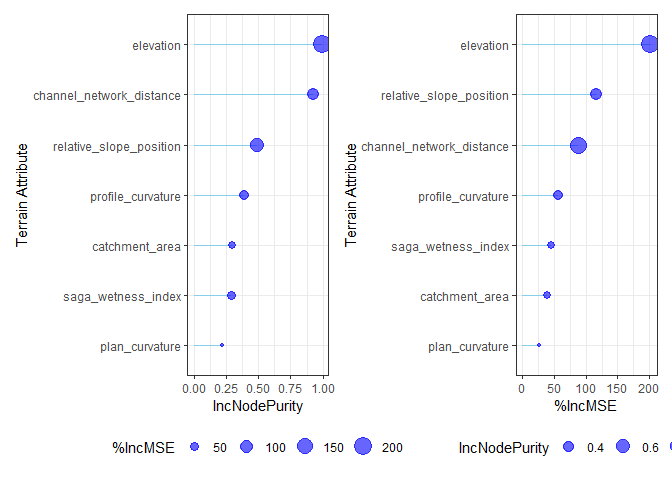 elevation
channel_network_distance
relative_slope_position
profile_curvature
catchment_area
saga_wetness_index
plan_curvature
Terrain Attribute
0.00 0.25 0.50 0.75 1.00
IncNodePurity
%IncMSE 50 100 150 200
elevation
relative_slope_position
channel_network_distance
profile_curvature
saga_wetness_index
catchment_area
plan_curvature
Terrain Attribute
0 50 100 150 200
%IncMSE
IncNodePurity 0.4 0.6